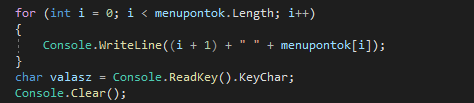 for (int i = 0; i < menupontok.Length; i++)
{
Console.WriteLine((i + 1) + " " + menupontok[i]);
}
char valasz = Console.ReadKey().KeyChar;
Console.Clear();